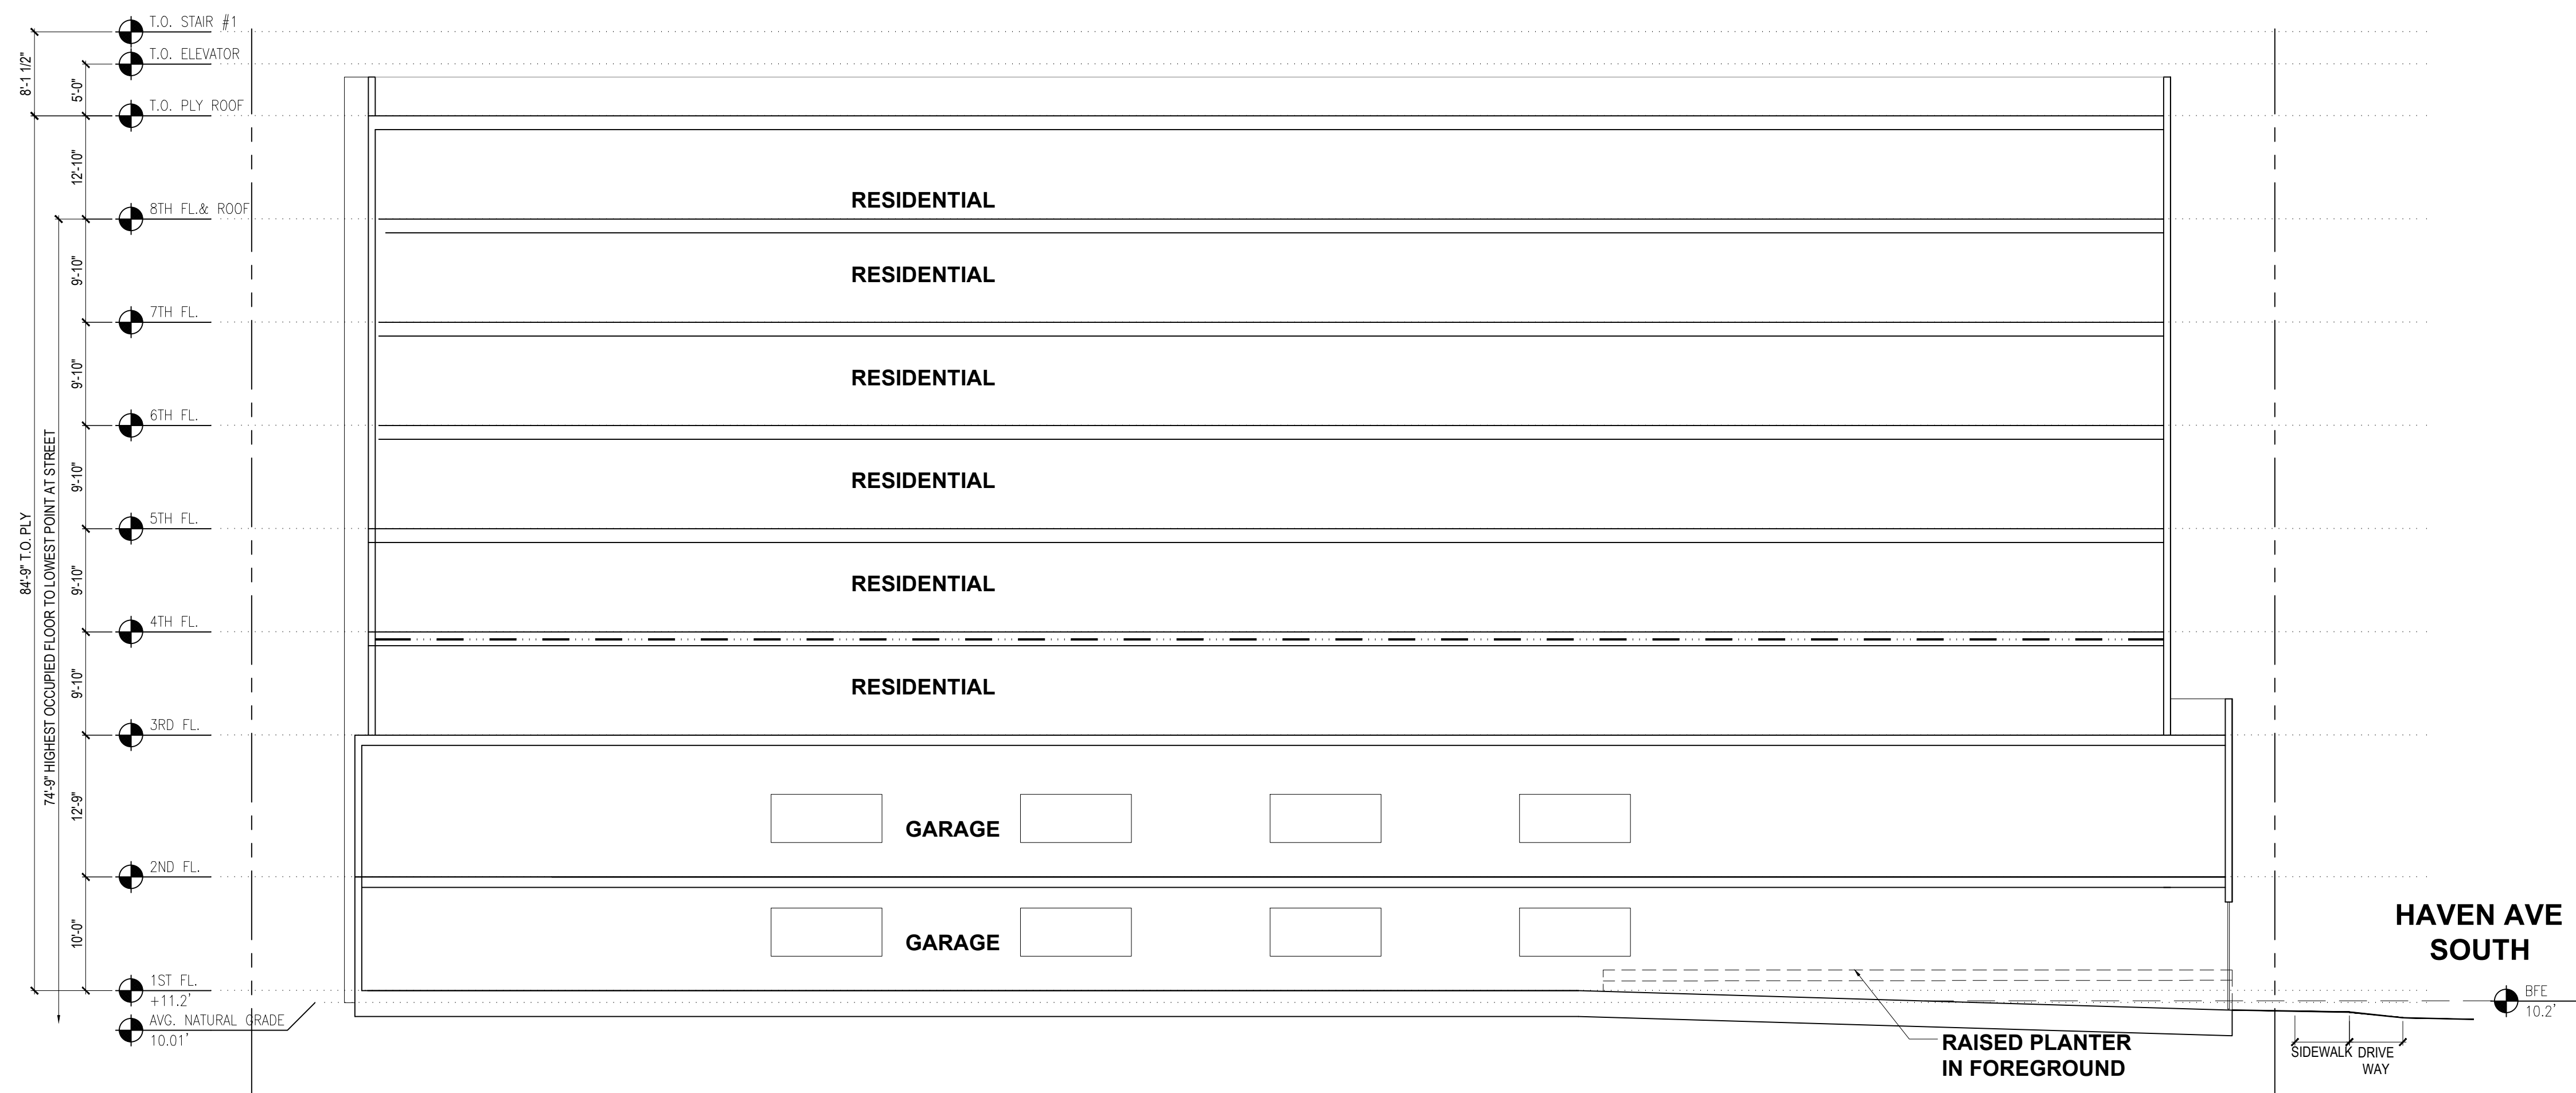 T.O. STAIR #1
T.O. ELEVATOR
T.O. PLY ROOF
8TH FL.& ROOF
7TH FL.
6TH FL.
5TH FL.
4TH FL.
3RD FL.
2ND FL.
1ST FL.
+11.2'
AVG. NATURAL GRADE
10.01'
8'-1 1/2"
84'-9" T.O. PLY
74'-9" HIGHEST OCCUPIED FLOOR TO LOWEST POINT AT STREET
5'-0"
12'-10"
9'-10"
9'-10"
9'-10"
9'-10"
9'-10"
12'-9"
10'-0"
RESIDENTIAL
RESIDENTIAL
RESIDENTIAL
RESIDENTIAL
RESIDENTIAL
RESIDENTIAL
GARAGE
GARAGE
RAISED PLANTER
IN FOREGROUND
HAVEN AVE
SOUTH
BFE
10.2'
SIDEWALK
DRIVE
WAY